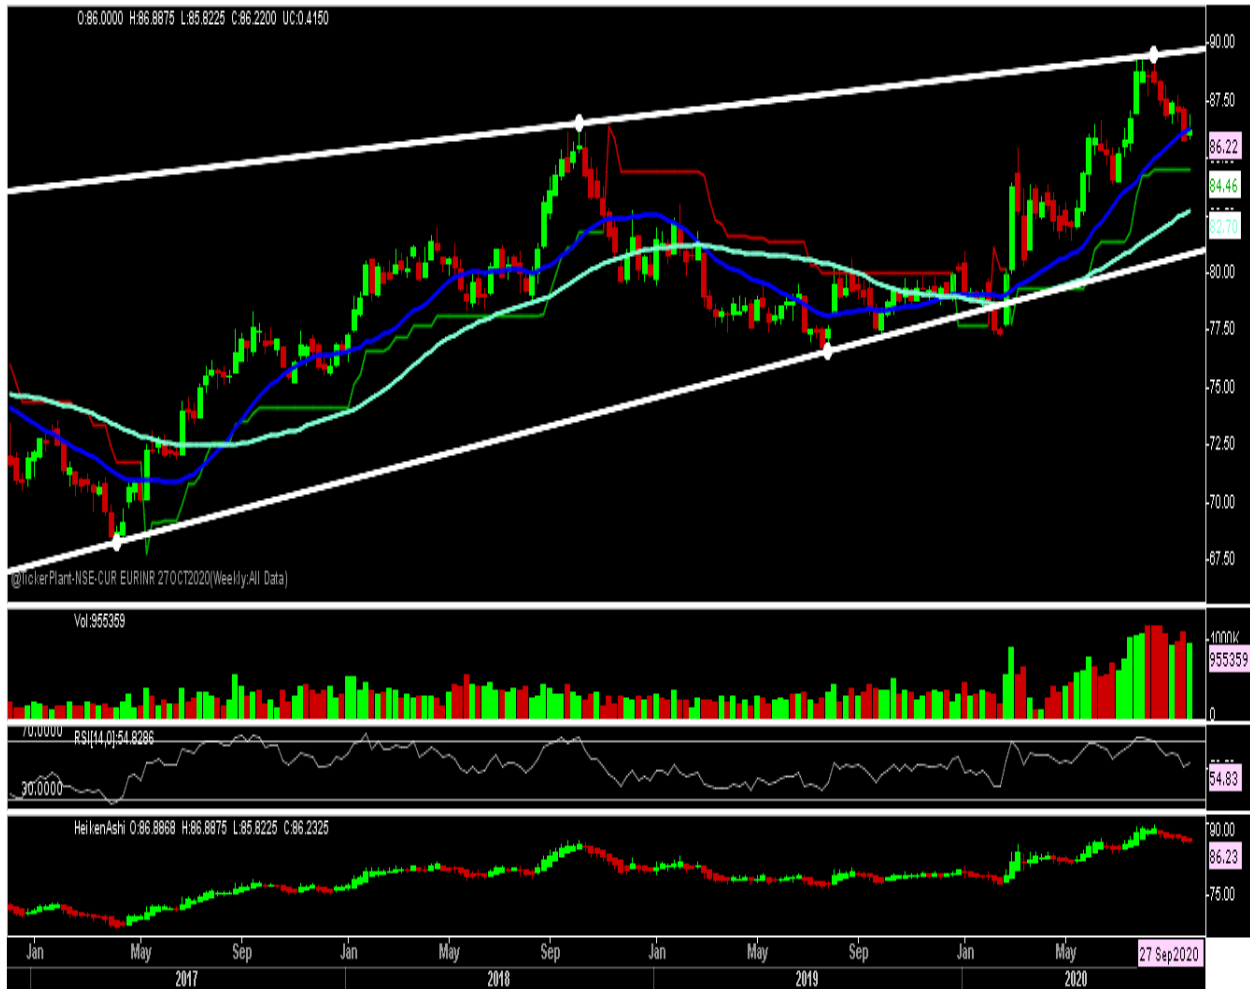 O:86.0000 H:86.8875 L:85.8225 C:86.2200 UC:0.4150
90.00
87.50
86.22
84.46
82.70
80.00
77.50
75.00
72.50
70.00
67.50
@TickerPlant-NSE-CUR EURINR 27OCT2020(Weekly:All Data)
Vol:955359
1000K
955359
0
70.0000
RSI[14,0]:54.8286
54.83
30.0000
HeikenAshi O:86.8868 H:86.8875 L:85.8225 C:86.2325
90.00
86.23
75.00
Jan May Sep Jan May Sep Jan May Sep Jan May 27 Sep2020
2017 2018 2019 2020